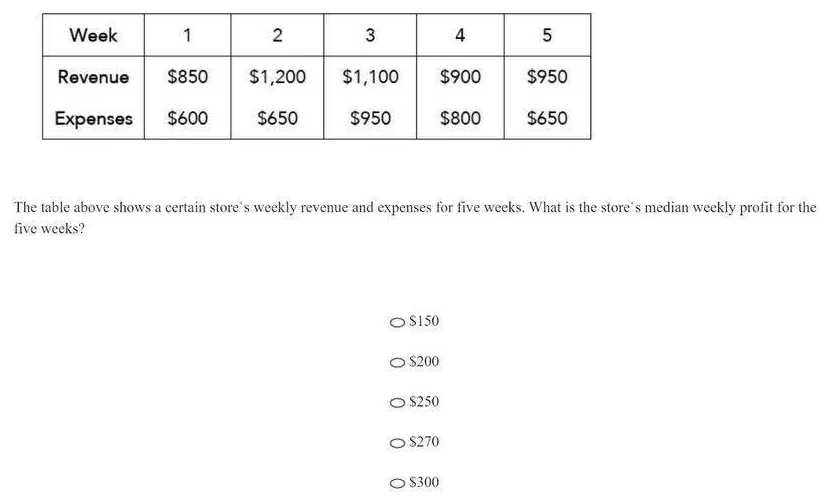 Week 1 2 3 4 5
Revenue $850 $1,200 $1,100 $900 $950
Expenses $600 $650 $950 $800 $650
The table above shows a certain store's weekly revenue and expenses for five weeks. What is the store's median weekly profit for the
five weeks?
$150
$200
$250
$270
$300